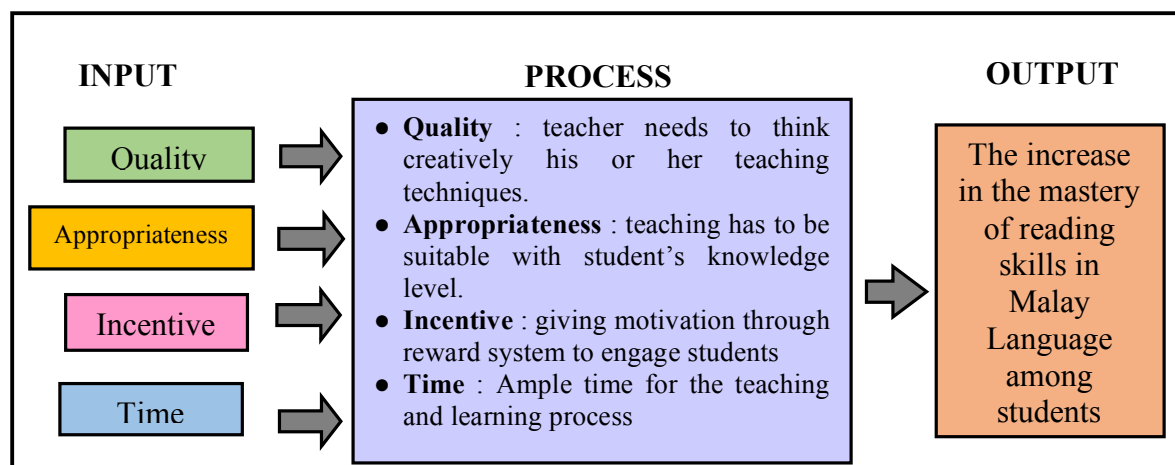 INPUT
Quality
Appropriateness
Incentive
Time
PROCESS
● Quality : teacher needs to think
creatively his or her teaching
techniques.
● Appropriateness : teaching has to be
suitable with student’s knowledge
level.
● Incentive : giving motivation through
reward system to engage students
● Time : Ample time for the teaching
and learning process
OUTPUT
The increase
in the mastery
of reading
skills in
Malay
Language
among
students